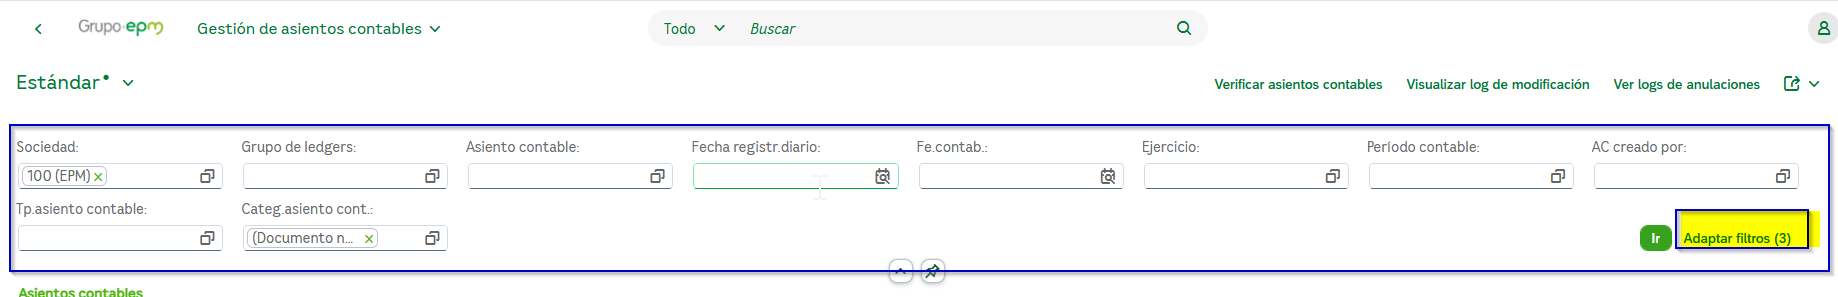 Grupo·epm Gestión de asientos contables Todo Buscar
Estándar* Verificar asientos contables Visualizar log de modificación Ver logs de anulaciones
Sociedad: Grupo de ledgers: Asiento contable: Fecha registr.diario: Fe.contab.: Ejercicio: Período contable: AC creado por:
100 (EPM)
Tp.asiento contable: Categ.asiento cont.:
(Documento n... Ir Adaptar filtros (3)
Asientos contables